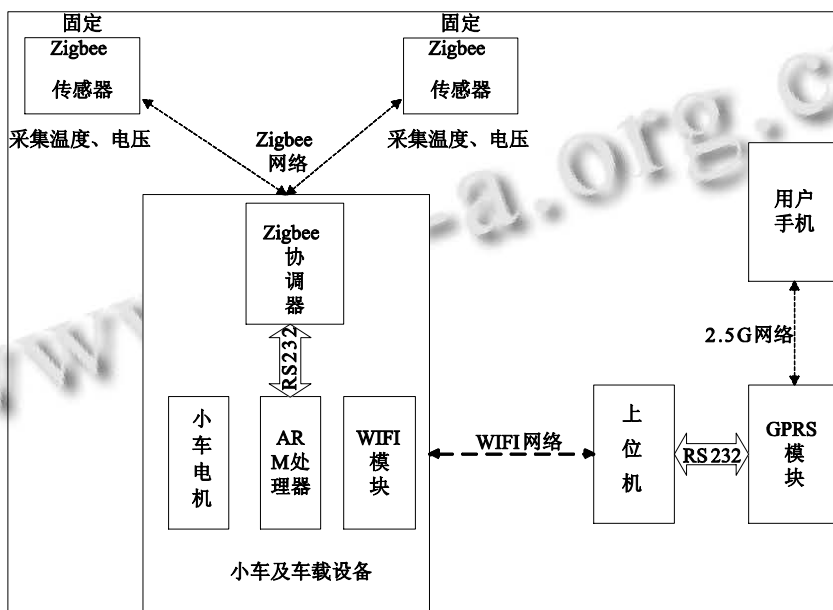 固定
Zigbee
传感器
采集温度、电压
固定
Zigbee
传感器
采集温度、电压
Zigbee
网络
Zigbee
协
调
器
RS232
小
车
电
机
AR
M处
理器
WIFI
模
块
小车及车载设备
WIFI网络
上
位
机
RS232
GPRS
模
块
2.5G网络
用户
手机
www
-a.org.c